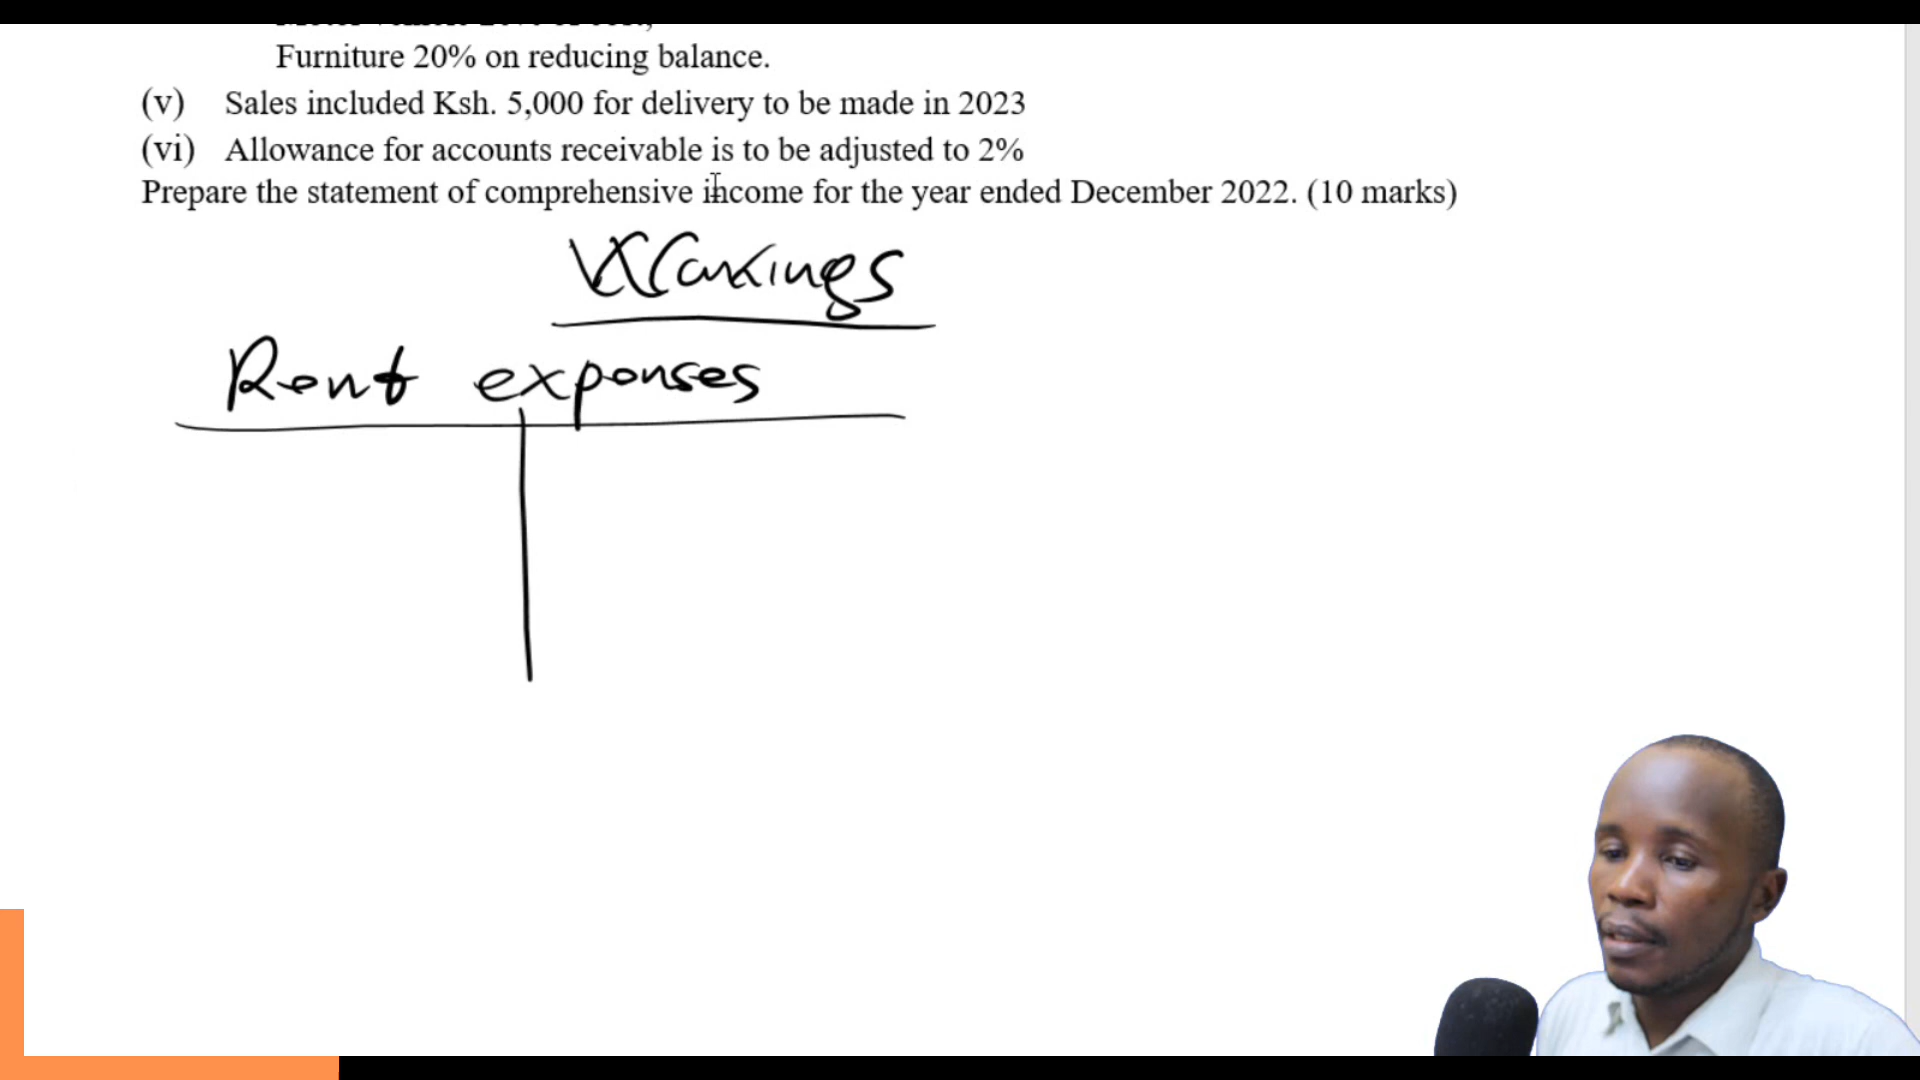 Furniture 20% on reducing balance.
(v) Sales included Ksh. 5,000 for delivery to be made in 2023
(vi) Allowance for accounts receivable is to be adjusted to 2%
Prepare the statement of comprehensive income for the year ended December 2022. (10 marks)
Workings
Rent expenses